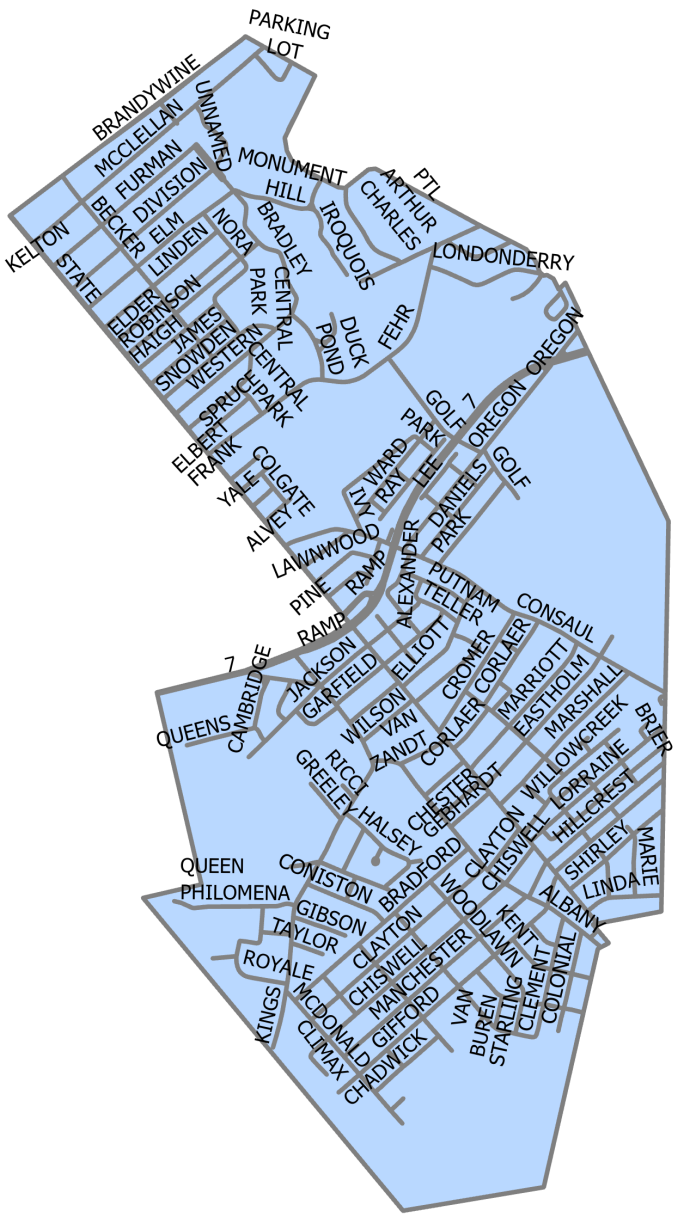 PARKING
LOT
BRANDYWINE
MCCLELLAN
UNNAMED
FURMAN
DIVISION
MONUMENT
HILL
ARTHUR
CHARLES
KELTON
BECKER
ELM
LINDEN
NORA
BRADLEY
IROQUOIS
LONDONDERRY
STATE
ELDER
ROBINSON
HAIGH
JAMES
CENTRAL
PARK
SNOWDEN
WESTERN
DUCK
POND
FEHR
OREGON
CENTRAL
PARK
SPRUCE
ELBERT
FRANK
GOLF
7
OREGON
PARK
WARD
RAY
LEE
GOLF
COLGATE
YALE
IVY
DANIELS
PARK
ALVEY
LAWNWOOD
ALEXANDER
PINE
RAMP
PUTNAM
TELLER
CONSAUL
RAMP
7
CAMBRIDGE
JACKSON
GARFIELD
ELLIOTT
CROMER
CORLAER
MARRIOTT
EASTHOLM
MARSHALL
QUEENS
WILSON
VAN
ZANDT
CORLAER
WILLOWCREEK
BRIER
RICCI
GREELEY
HALSEY
CHESTER
GEBHARDT
LORRAINE
HILLCREST
CLAYTON
CHISWELL
SHIRLEY
MARIE
LINDA
QUEEN
PHILOMENA
CONISTON
BRADFORD
WOODLAWN
ALBANY
GIBSON
TAYLOR
CLAYTON
CHISWELL
MANCHESTER
KENT
ROYALE
KINGS
MCDONALD
CLIMAX
GIFFORD
CHADWICK
VAN
BUREN
STARLING
CLEMENT
COLONIAL